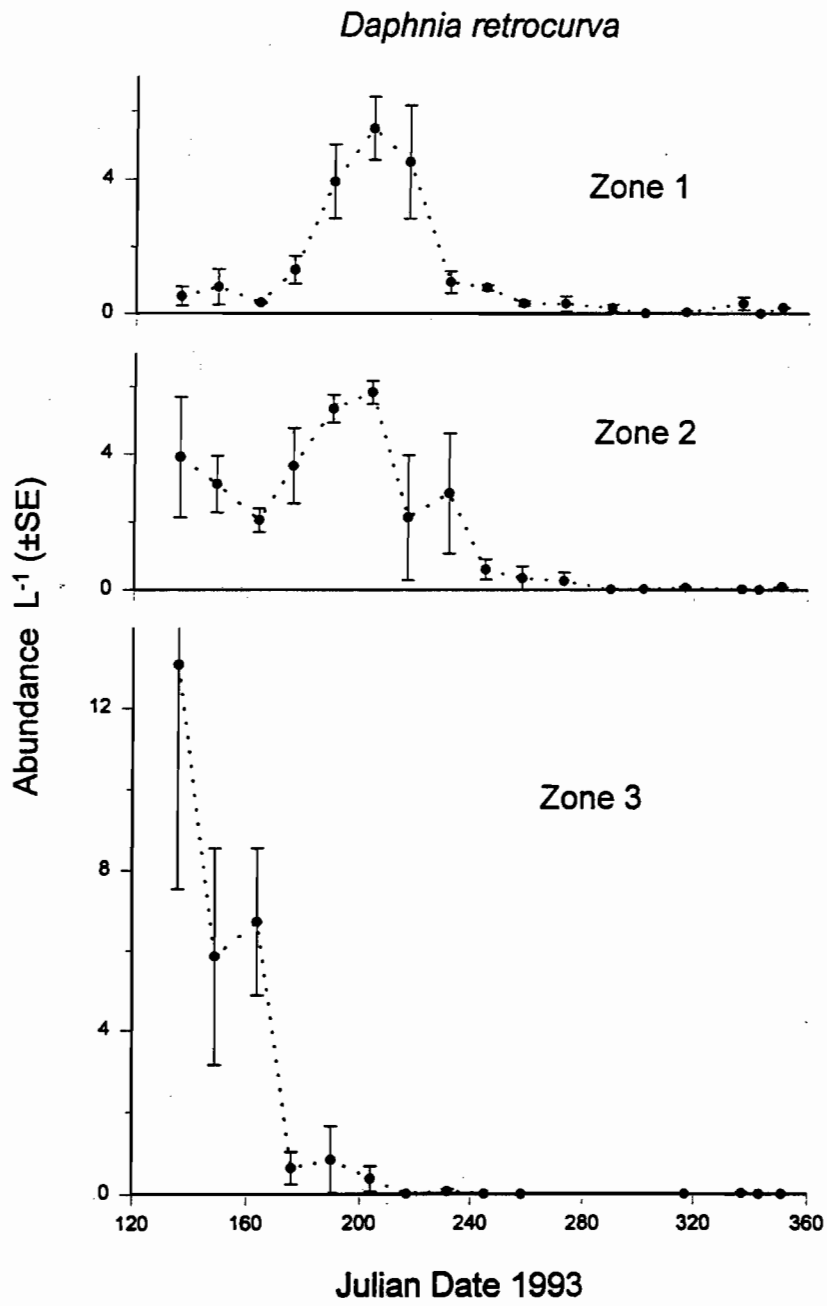 Daphnia retrocurva
4
0
Zone 1
4
0
Zone 2
Abundance L-1 (±SE)
12
8
4
0
Zone 3
120 160 200 240 280 320 360
Julian Date 1993